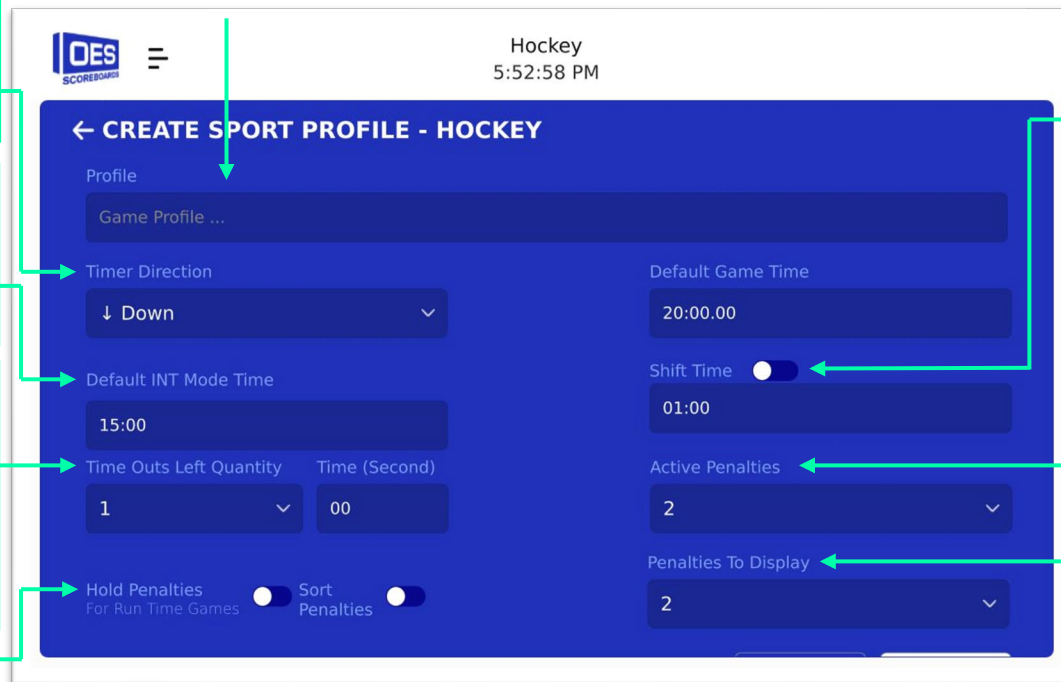 OES
SCOREBOARDS
Hockey
5:52:58 PM
← CREATE SPORT PROFILE - HOCKEY
Profile
Game Profile ...
Timer Direction
↓ Down
Default Game Time
20:00.00
Default INT Mode Time
15:00
Shift Time
01:00
Time Outs Left Quantity
1
Time (Second)
00
Active Penalties
2
Hold Penalties
For Run Time Games
Sort
Penalties
Penalties To Display
2